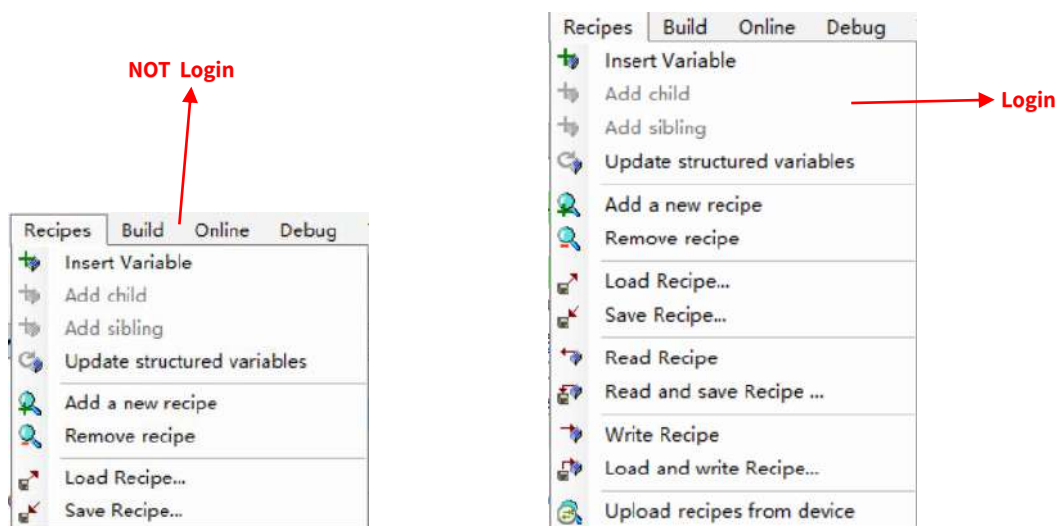 NOT Login
Recipes Build Online Debug
Insert Variable
Add child
Add sibling
Update structured variables
Add a new recipe
Remove recipe
Load Recipe...
Save Recipe...
Recipes Build Online Debug
Insert Variable
Add child
Add sibling
Update structured variables
Add a new recipe
Remove recipe
Load Recipe...
Save Recipe...
Read Recipe
Read and save Recipe ...
Write Recipe
Load and write Recipe...
Upload recipes from device
Login